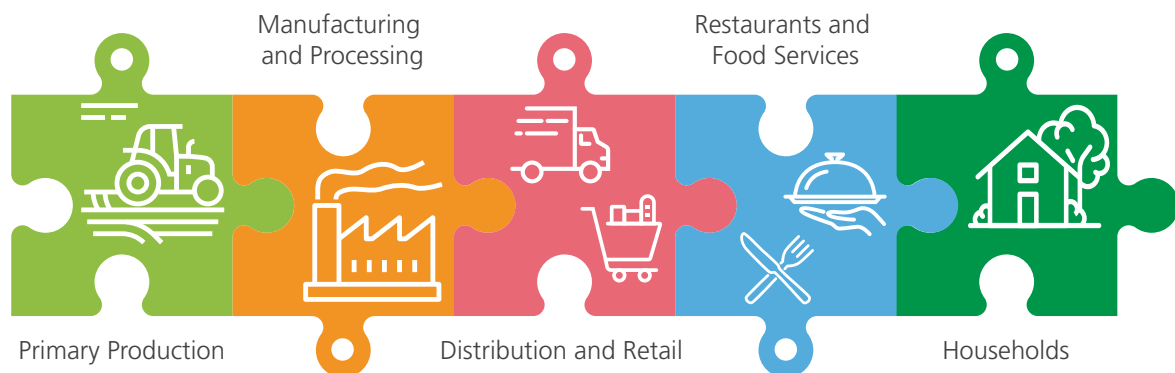 Manufacturing
and Processing
Restaurants and
Food Services
Primary Production
Distribution and Retail
Households